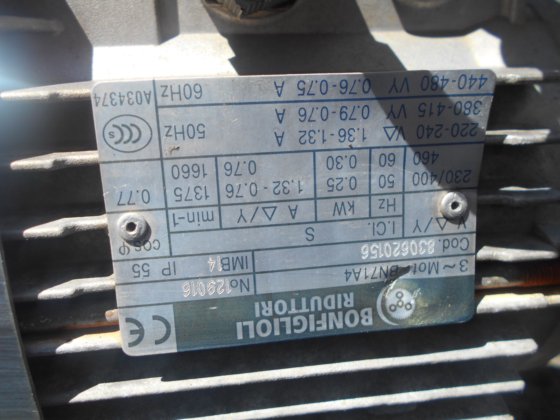 BONFIGLIOLI
RIDUTTORI
CE
3 ~ Mot. BN71A4 No 129016
Cod. 830620156 IMB14 IP 55
I.Cl. S
V △ / Y Hz kW A △ / Y min-1 cos φ
230/400 50 0.25 1.32 - 0.76 1375 0.77
460 60 0.30 0.76 1660
220-240 V△ 1.36-1.32 A 50Hz
380-415 VY 0.79-0.76 A
440-480 VY 0.76-0.75 A 60Hz
CCC
A034374